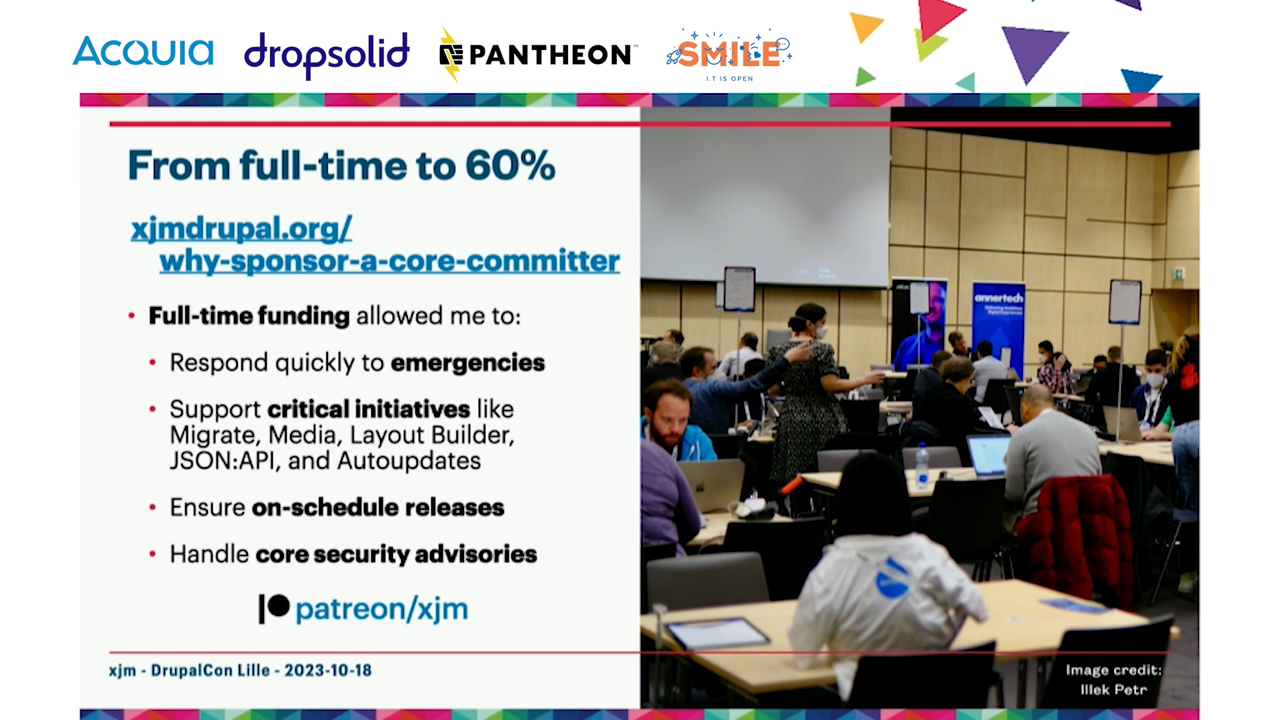 Acquia
dropsolid
PANTHEON
SMILE
I.T IS OPEN
From full-time to 60%
xjmdrupal.org/
why-sponsor-a-core-committer
• Full-time funding allowed me to:
• Respond quickly to emergencies
• Support critical initiatives like
Migrate, Media, Layout Builder,
JSON:API, and Autoupdates
• Ensure on-schedule releases
• Handle core security advisories
patreon/xjm
xjm - DrupalCon Lille - 2023-10-18
annertech
Image credit:
Illek Petr